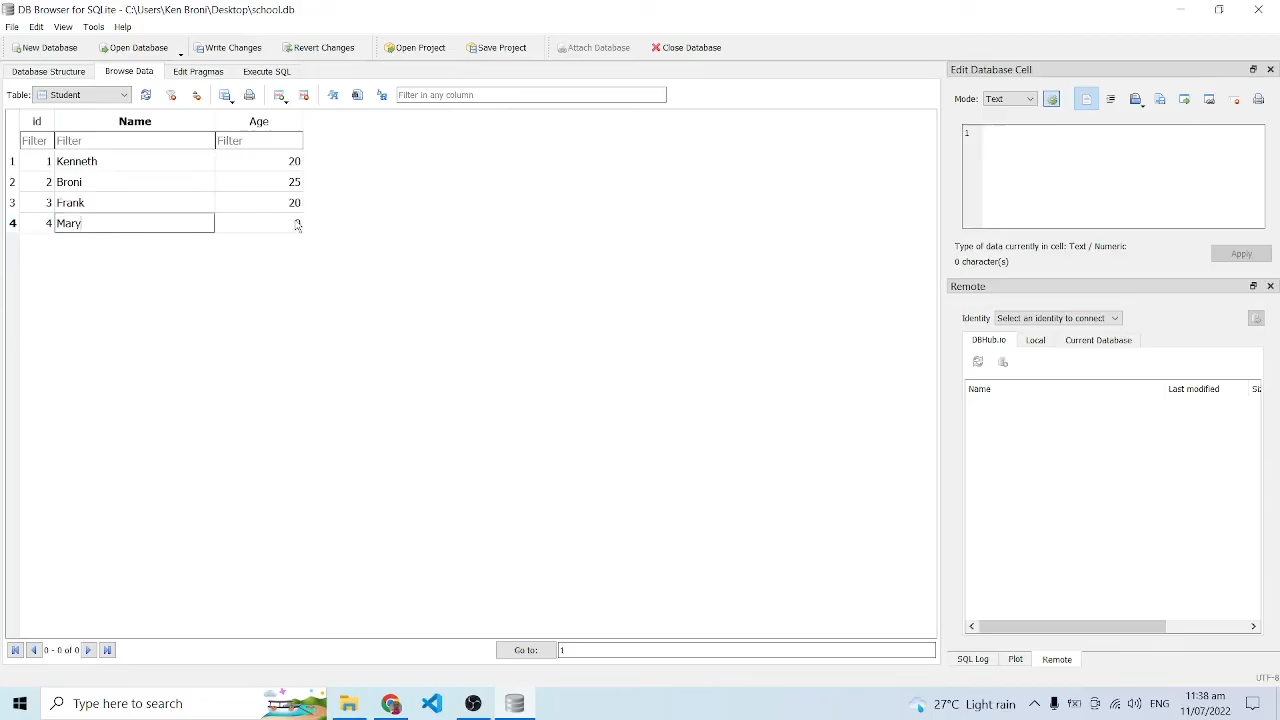 DB Browser for SQLite - C:\Users\Ken Broni\Desktop\school.db
File Edit View Tools Help
New Database Open Database Write Changes Revert Changes Open Project Save Project Attach Database Close Database
Database Structure Browse Data Edit Pragmas Execute SQL
Table: Student Filter in any column
id Name Age
Filter Filter Filter
1 1 Kenneth 20
2 2 Broni 25
3 3 Frank 20
4 4 Mary
0 - 0 of 0 Go to: 1
Edit Database Cell
Mode: Text
1
Type of data currently in cell: Text / Numeric
0 character(s)
Apply
Remote
Identity Select an identity to connect
DBHub.io Local Current Database
Name Last modified
SQL Log Plot Remote
UTF-8
Type here to search
27°C Light rain ENG 11:38 am
11/07/2022